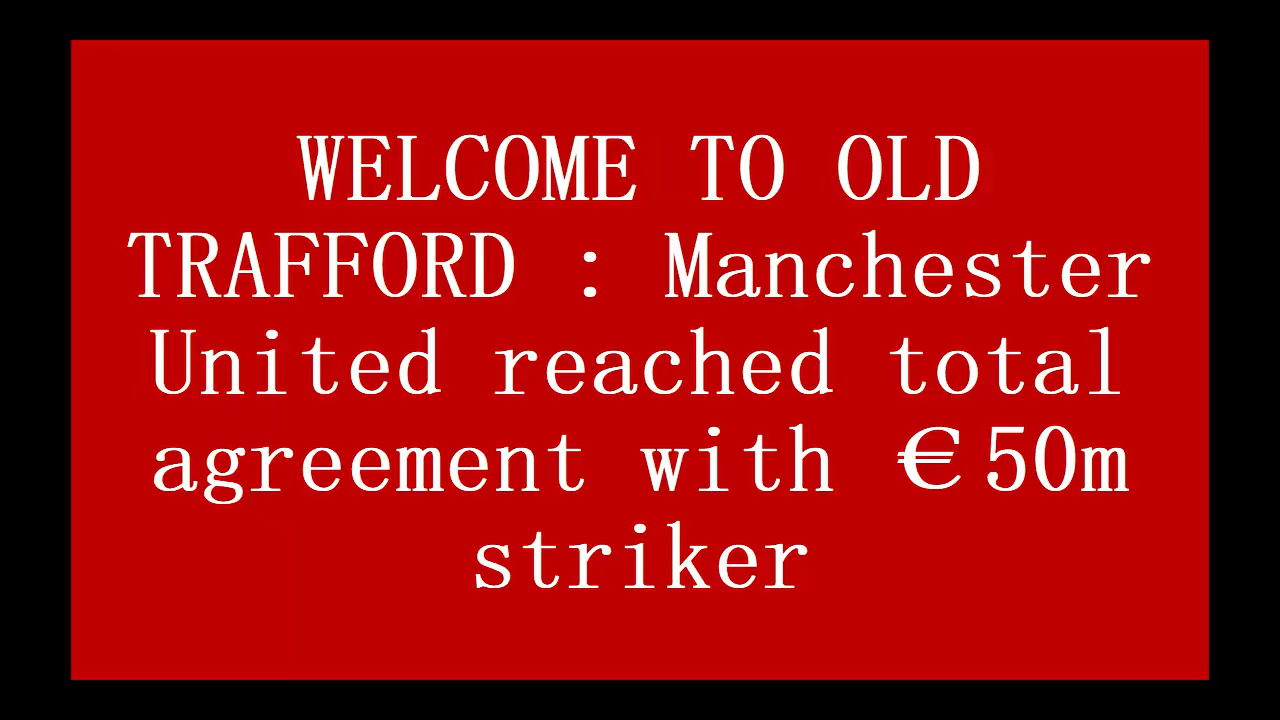 WELCOME TO OLD
TRAFFORD : Manchester
United reached total
agreement with €50m
striker